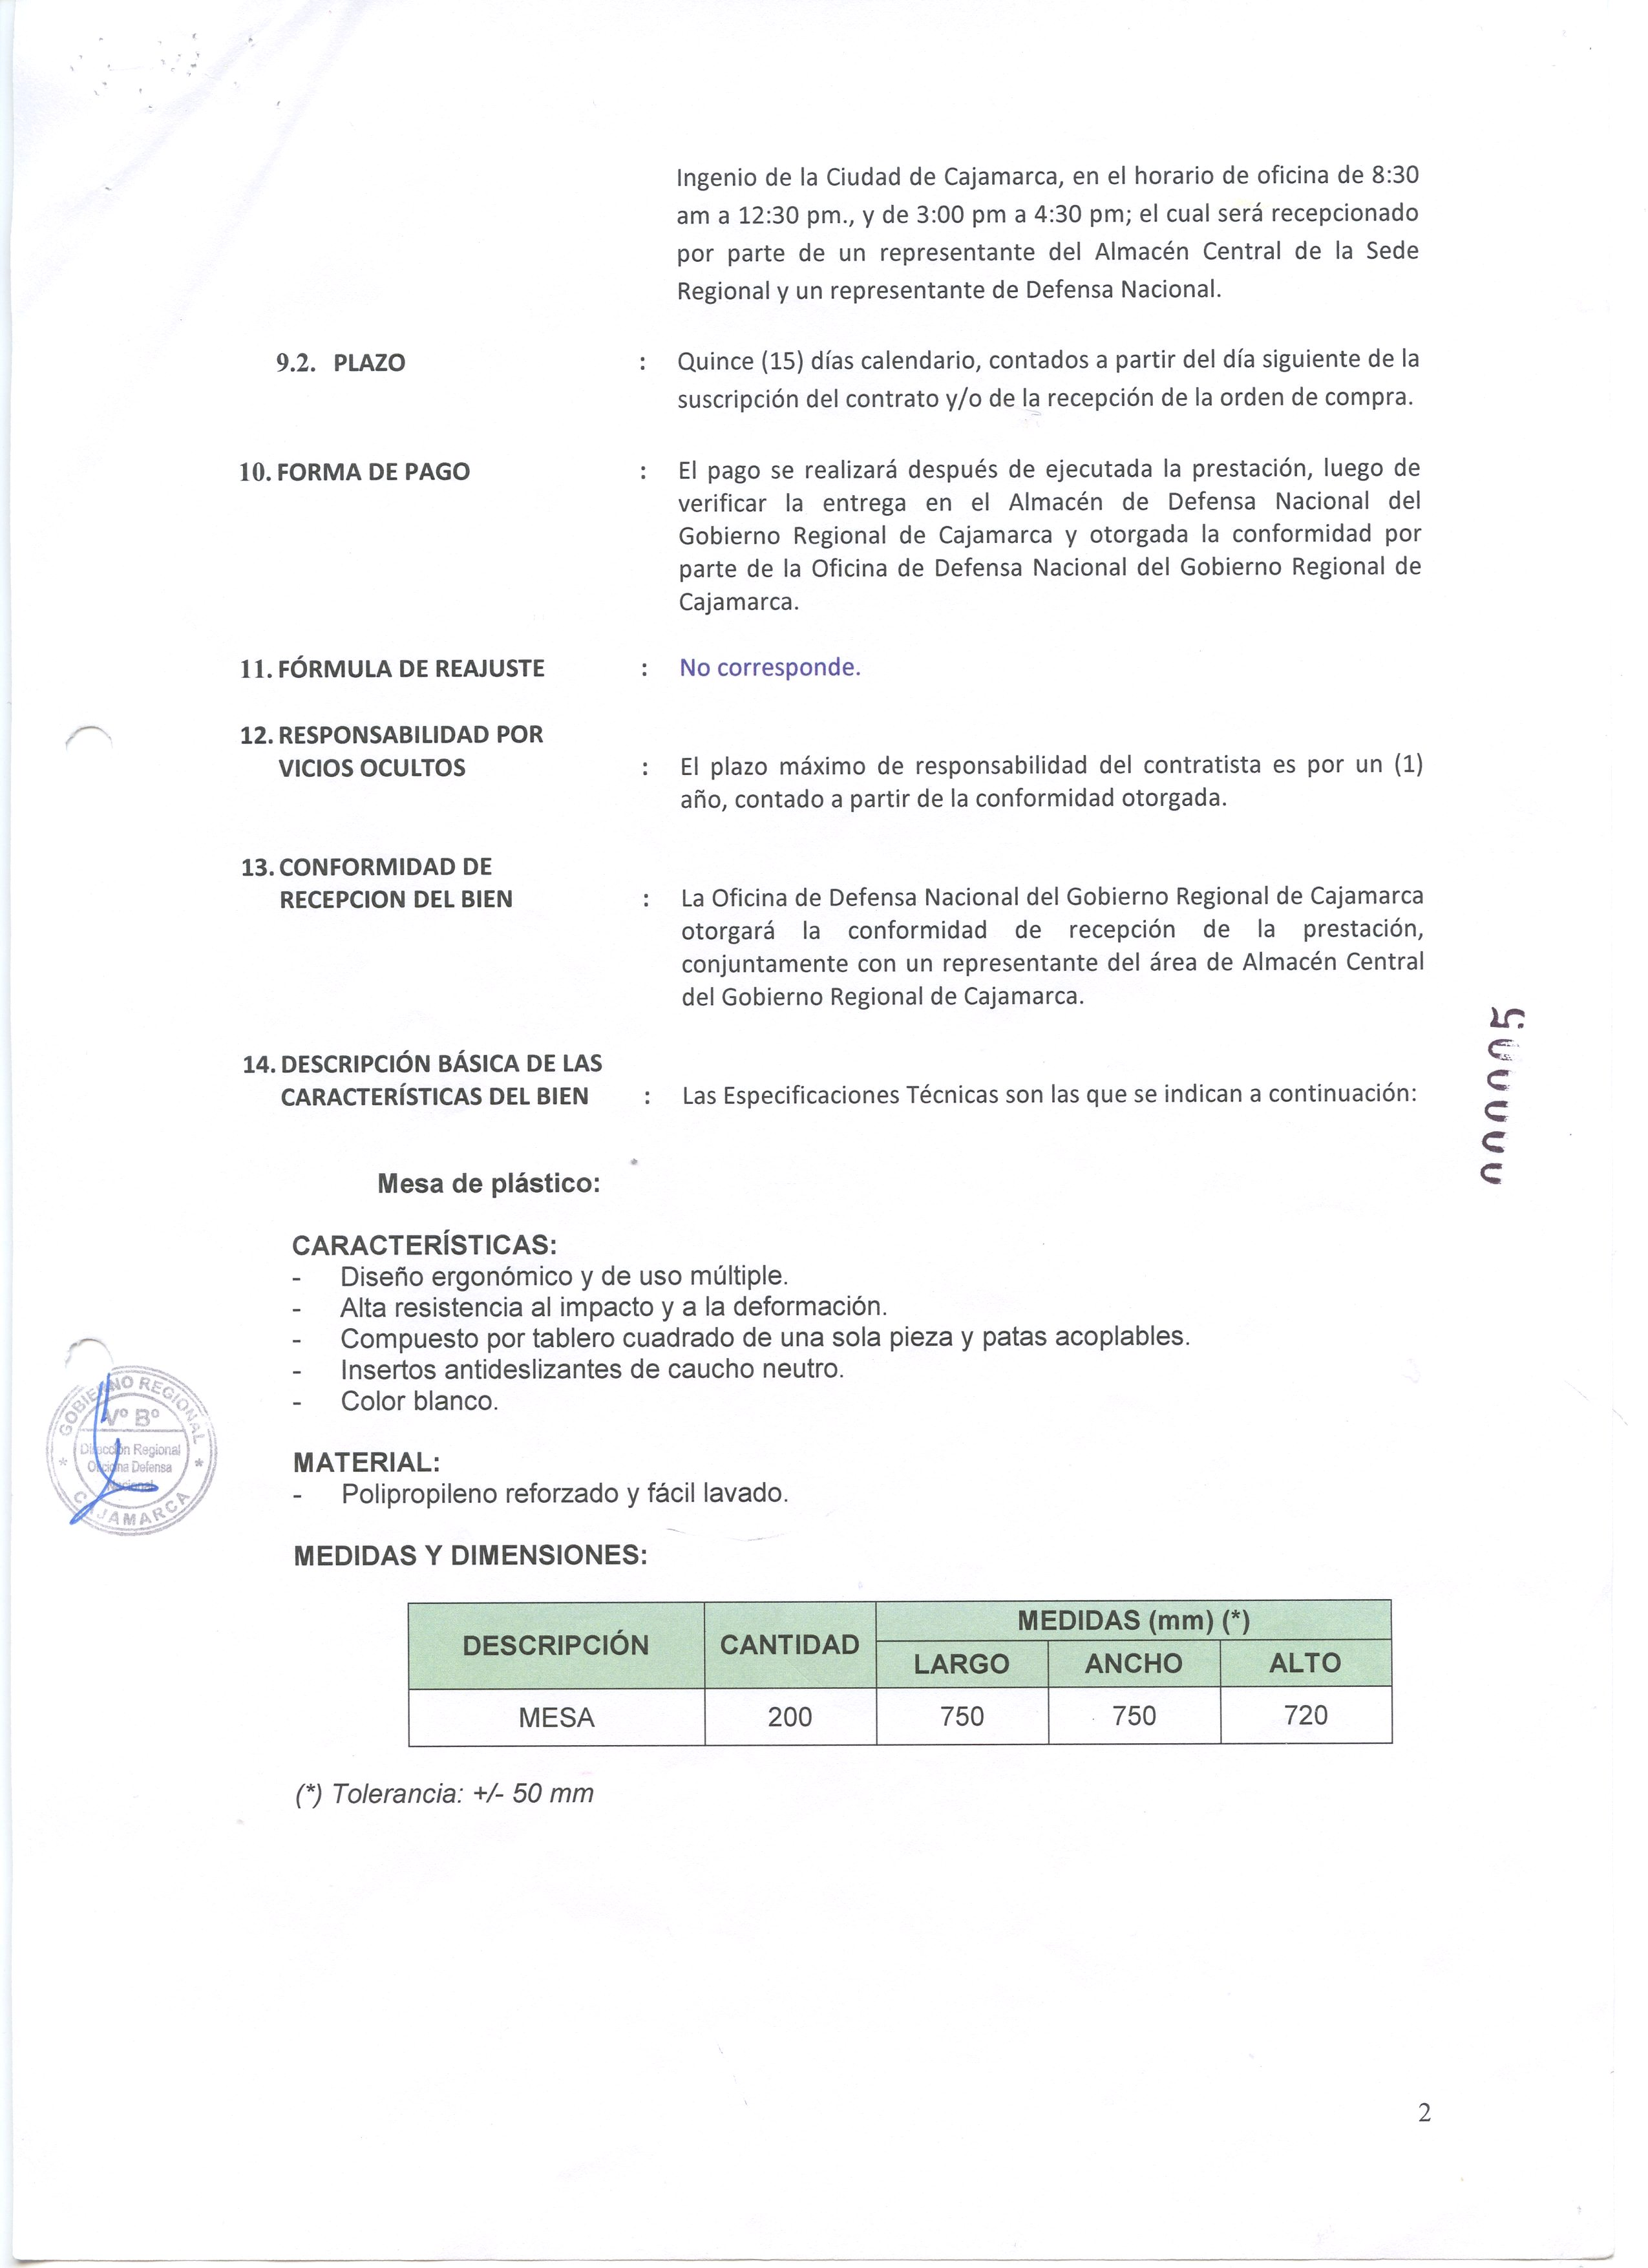 Ingenio de la Ciudad de Cajamarca, en el horario de oficina de 8:30
am a 12:30 pm., y de 3:00 pm a 4:30 pm; el cual será recepcionado
por parte de un representante del Almacén Central de la Sede
Regional y un representante de Defensa Nacional.
9.2. PLAZO : Quince (15) días calendario, contados a partir del día siguiente de la
suscripción del contrato y/o de la recepción de la orden de compra.
10. FORMA DE PAGO : El pago se realizará después de ejecutada la prestación, luego de
verificar la entrega en el Almacén de Defensa Nacional del
Gobierno Regional de Cajamarca y otorgada la conformidad por
parte de la Oficina de Defensa Nacional del Gobierno Regional de
Cajamarca.
11. FÓRMULA DE REAJUSTE : No corresponde.
12. RESPONSABILIDAD POR
VICIOS OCULTOS : El plazo máximo de responsabilidad del contratista es por un (1)
año, contado a partir de la conformidad otorgada.
13. CONFORMIDAD DE
RECEPCION DEL BIEN : La Oficina de Defensa Nacional del Gobierno Regional de Cajamarca
otorgará la conformidad de recepción de la prestación,
conjuntamente con un representante del área de Almacén Central
del Gobierno Regional de Cajamarca.
14. DESCRIPCIÓN BÁSICA DE LAS
CARACTERÍSTICAS DEL BIEN : Las Especificaciones Técnicas son las que se indican a continuación:
000005
Mesa de plástico:
CARACTERÍSTICAS:
- Diseño ergonómico y de uso múltiple.
- Alta resistencia al impacto y a la deformación.
- Compuesto por tablero cuadrado de una sola pieza y patas acoplables.
- Insertos antideslizantes de caucho neutro.
- Color blanco.
GOBIERNO REGIONAL
Vº Bº
Dirección Regional
Oficina Defensa
Nacional
* CAJAMARCA *
MATERIAL:
- Polipropileno reforzado y fácil lavado.
MEDIDAS Y DIMENSIONES:
DESCRIPCIÓN CANTIDAD MEDIDAS (mm) (*)
LARGO ANCHO ALTO
MESA 200 750 750 720
(*) Tolerancia: +/- 50 mm
2